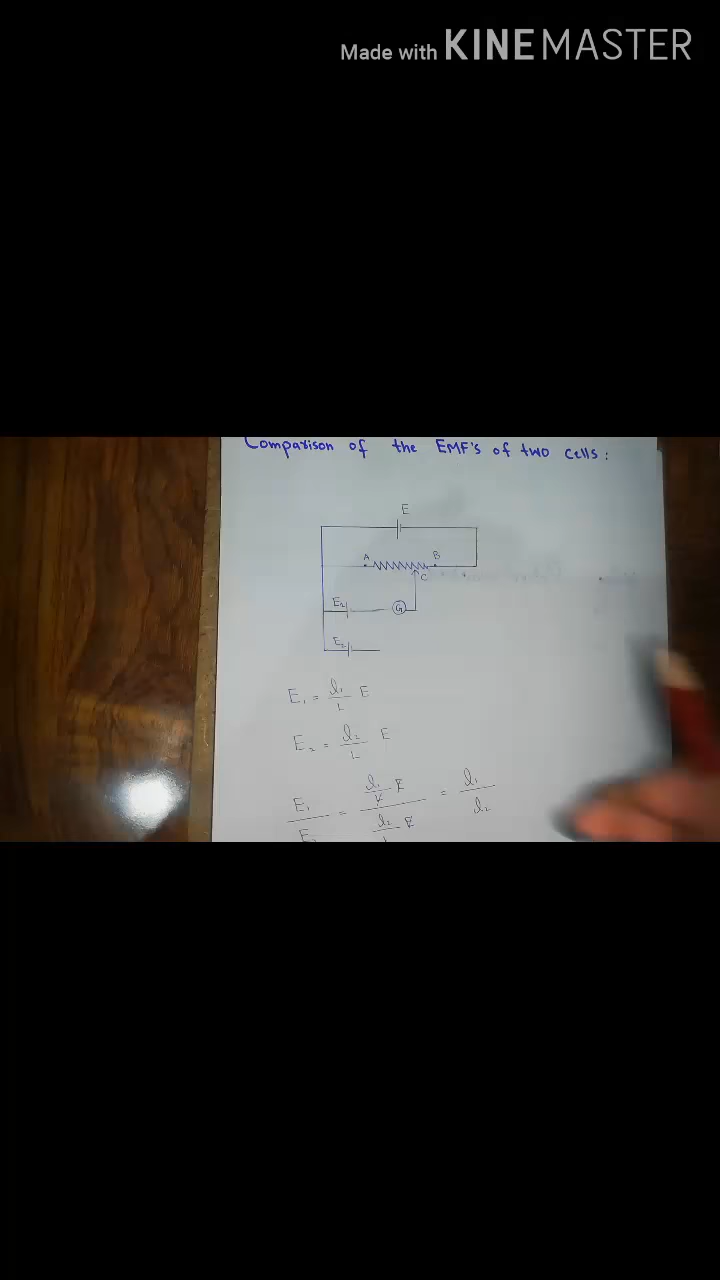 Made with KINEMASTER
Comparison of the EMF's of two cells:
E
A B
C
E₁ G
E₂
E₁ = l₁/L E
E₂ = l₂/L E
E₁/E₂ = (l₁/L E)/(l₂/L E) = l₁/l₂